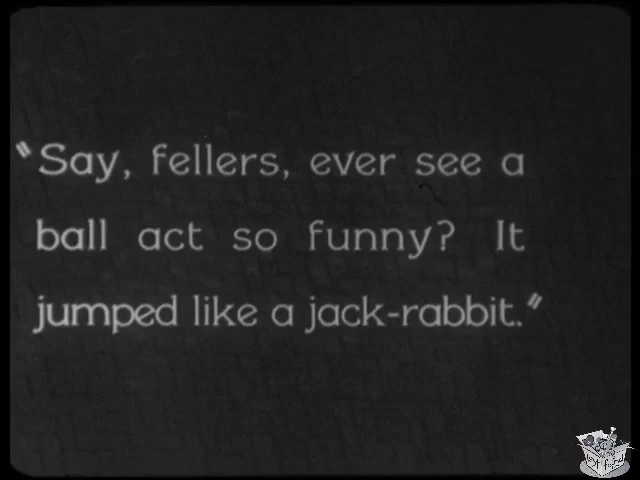 "Say, fellers, ever see a
ball act so funny? It
jumped like a jack-rabbit."